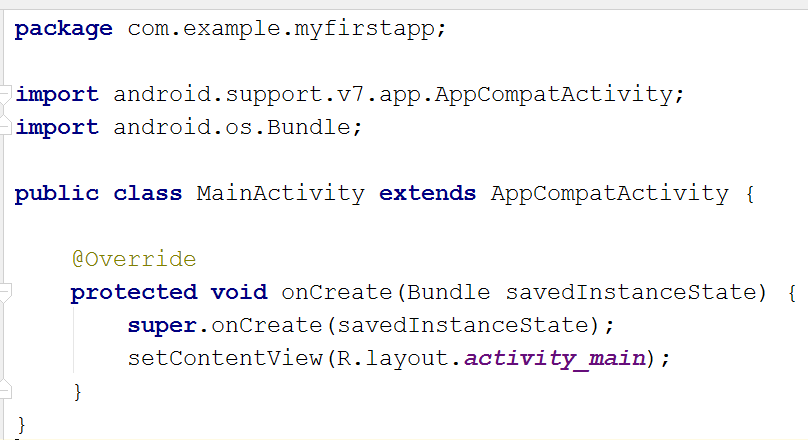 package com.example.myfirstapp;
import android.support.v7.app.AppCompatActivity;
import android.os.Bundle;
public class MainActivity extends AppCompatActivity {
@Override
protected void onCreate(Bundle savedInstanceState) {
super.onCreate(savedInstanceState);
setContentView(R.layout.activity_main);
}
}